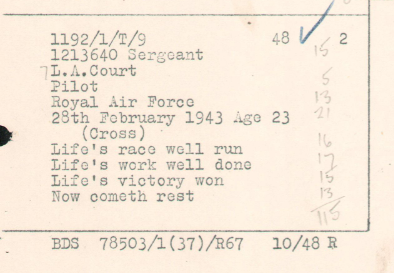 1192/1/T/9 48 ✓ 2
1213640 Sergeant 15
7 L.A.Court
Pilot 5
Royal Air Force 13
28th February 1943 Age 23 21
(Cross)
Life's race well run 16
Life's work well done 17
Life's victory won 15
Now cometh rest 13
115
BDS 78503/1(37)/R67 10/48 R